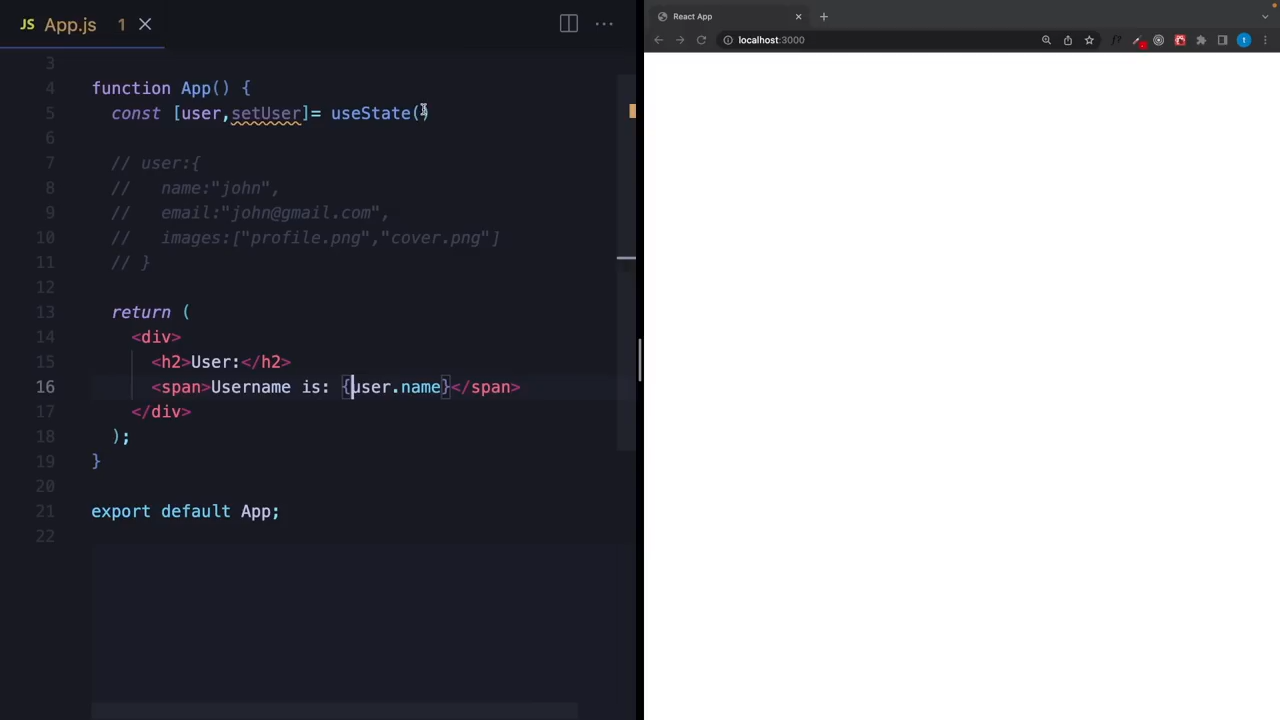 JS App.js 1
3
4 function App() {
5 const [user,setUser]= useState()
6
7 // user:{
8 // name:"john",
9 // email:"john@gmail.com",
10 // images:["profile.png","cover.png"]
11 // }
12
13 return (
14 <div>
15 <h2>User:</h2>
16 <span>Username is: {user.name}</span>
17 </div>
18 );
19 }
20
21 export default App;
22
React App
localhost:3000
f?
t